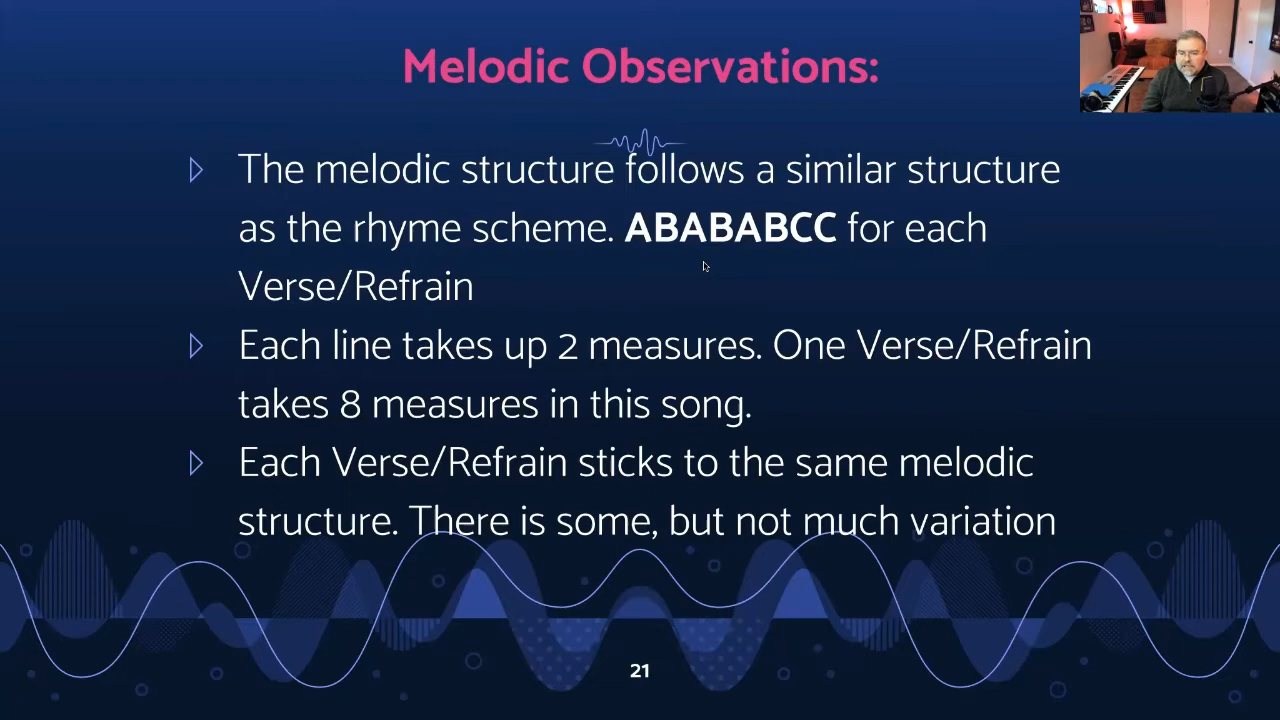 Melodic Observations:
The melodic structure follows a similar structure
as the rhyme scheme. ABABABCC for each
Verse/Refrain
Each line takes up 2 measures. One Verse/Refrain
takes 8 measures in this song.
Each Verse/Refrain sticks to the same melodic
structure. There is some, but not much variation
21